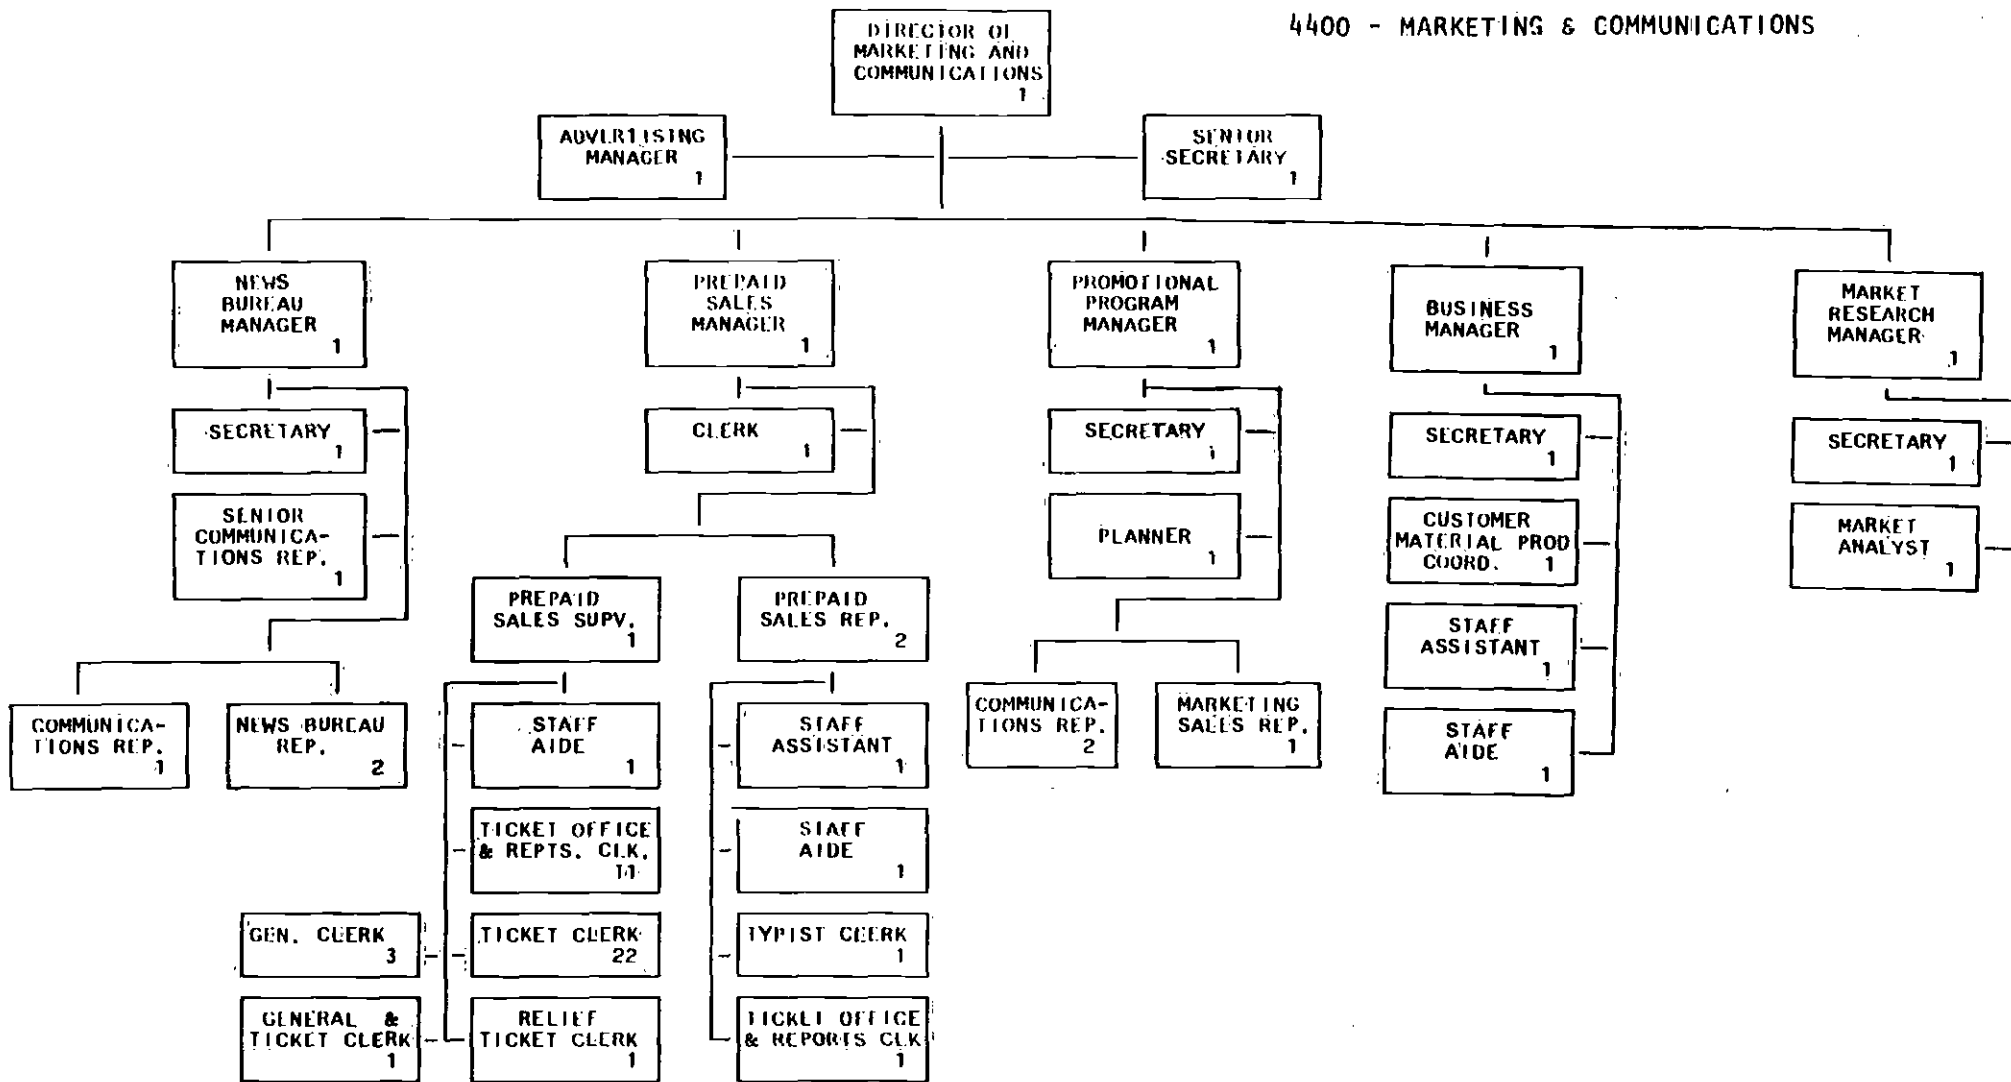 4400 - MARKETING & COMMUNICATIONS
DIRECTOR OF
MARKETING AND
COMMUNICATIONS
1
ADVERTISING
MANAGER
1
SENIOR
SECRETARY
1
NEWS
BUREAU
MANAGER
1
PREPAID
SALES
MANAGER
1
PROMOTIONAL
PROGRAM
MANAGER
1
BUSINESS
MANAGER
1
MARKET
RESEARCH
MANAGER
1
SECRETARY
1
CLERK
1
SECRETARY
1
SECRETARY
1
SECRETARY
1
SENIOR
COMMUNICA-
TIONS REP.
1
PLANNER
1
CUSTOMER
MATERIAL PROD
COORD. 1
MARKET
ANALYST
1
PREPAID
SALES SUPV.
1
PREPAID
SALES REP.
2
STAFF
ASSISTANT
1
COMMUNICA-
TIONS REP.
1
NEWS BUREAU
REP.
2
STAFF
AIDE
1
STAFF
ASSISTANT
1
COMMUNICA-
TIONS REP.
2
MARKETING
SALES REP.
1
STAFF
AIDE
1
TICKET OFFICE
& REPTS. CLK.
11
STAFF
AIDE
1
GEN. CLERK
3
TICKET CLERK
22
TYPIST CLERK
1
GENERAL &
TICKET CLERK
1
RELIEF
TICKET CLERK
1
TICKET OFFICE
& REPORTS CLK
1